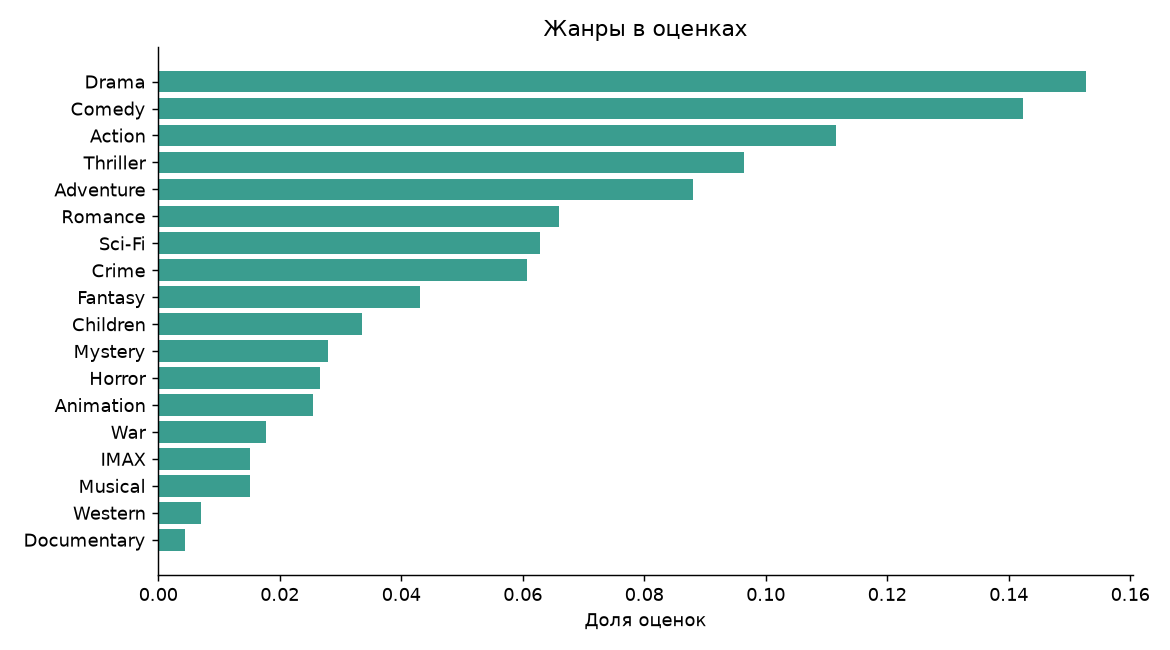 Жанры в оценках
Drama
Comedy
Action
Thriller
Adventure
Romance
Sci-Fi
Crime
Fantasy
Children
Mystery
Horror
Animation
War
IMAX
Musical
Western
Documentary
0.00 0.02 0.04 0.06 0.08 0.10 0.12 0.14 0.16
Доля оценок